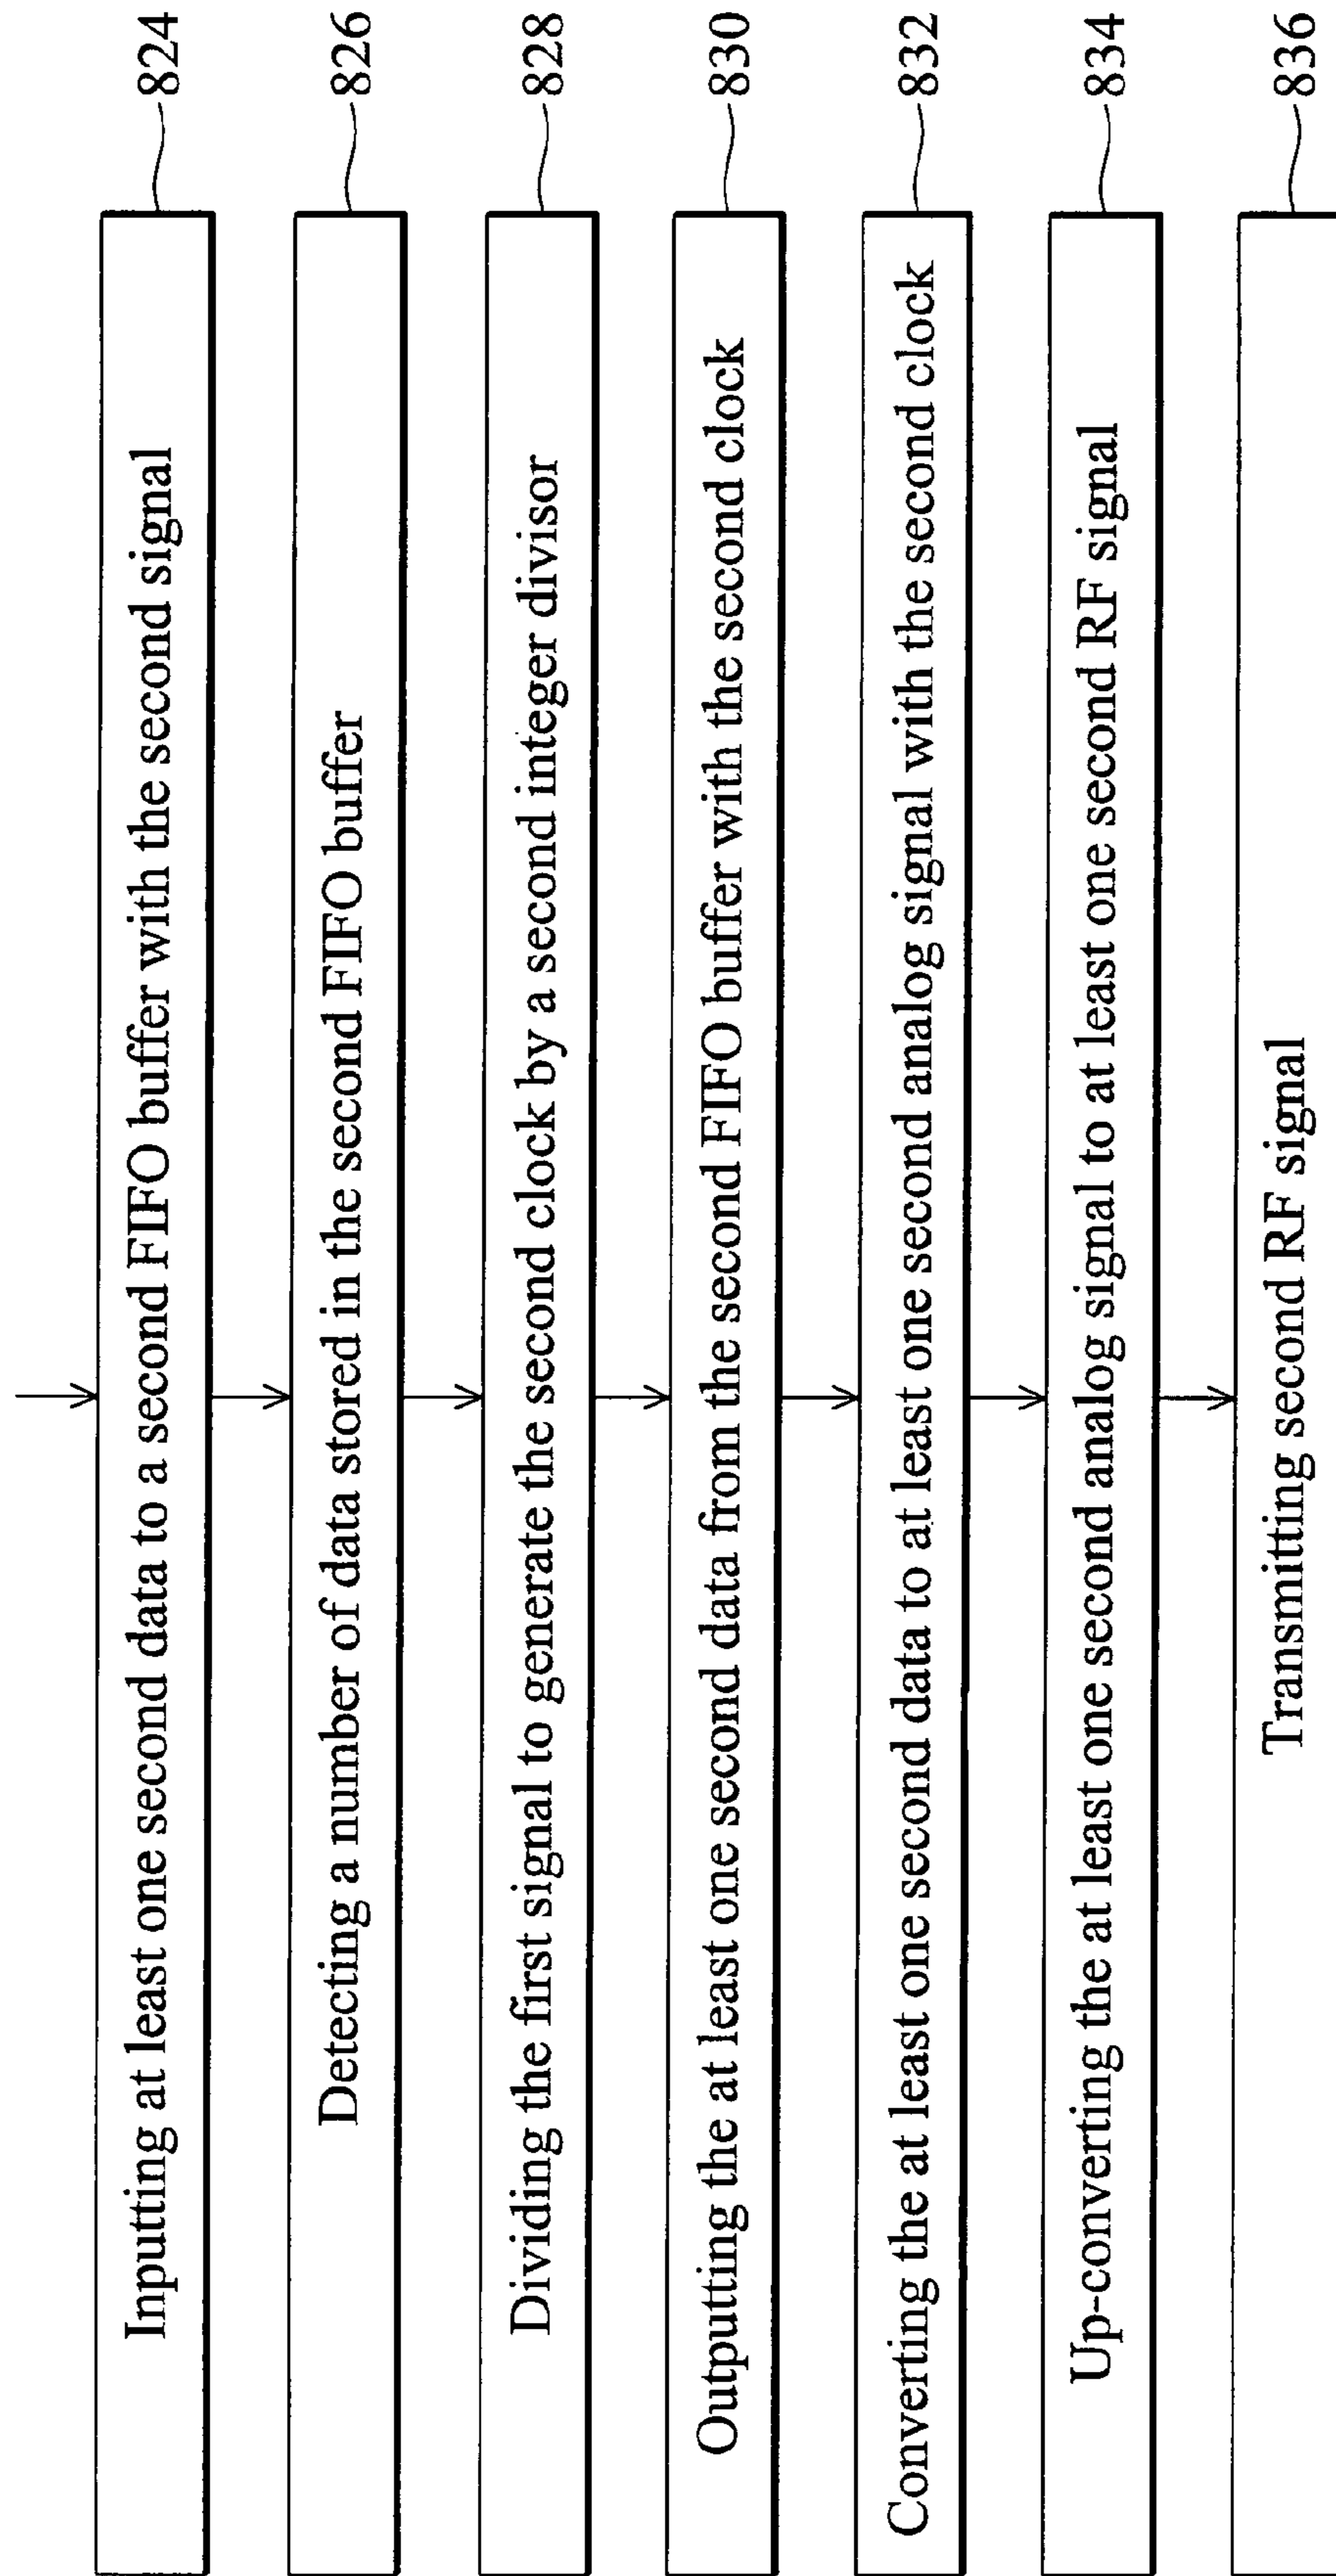 Inputting at least one second data to a second FIFO buffer with the second signal 824
Detecting a number of data stored in the second FIFO buffer 826
Dividing the first signal to generate the second clock by a second integer divisor 828
Outputting the at least one second data from the second FIFO buffer with the second clock 830
Converting the at least one second data to at least one second analog signal with the second clock 832
Up-converting the at least one second analog signal to at least one second RF signal 834
Transmitting second RF signal 836